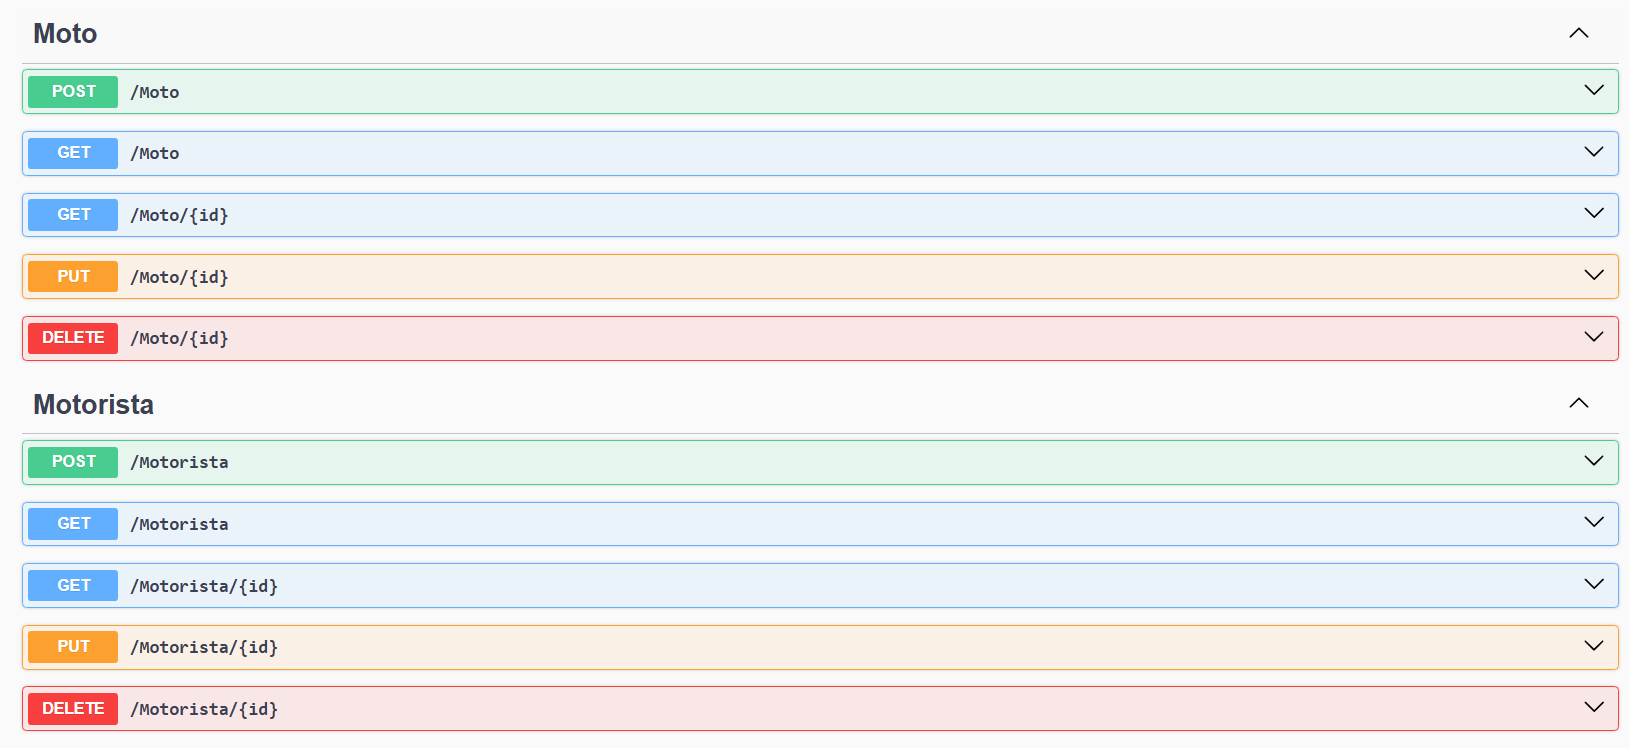 Moto
POST /Moto
GET /Moto
GET /Moto/{id}
PUT /Moto/{id}
DELETE /Moto/{id}
Motorista
POST /Motorista
GET /Motorista
GET /Motorista/{id}
PUT /Motorista/{id}
DELETE /Motorista/{id}